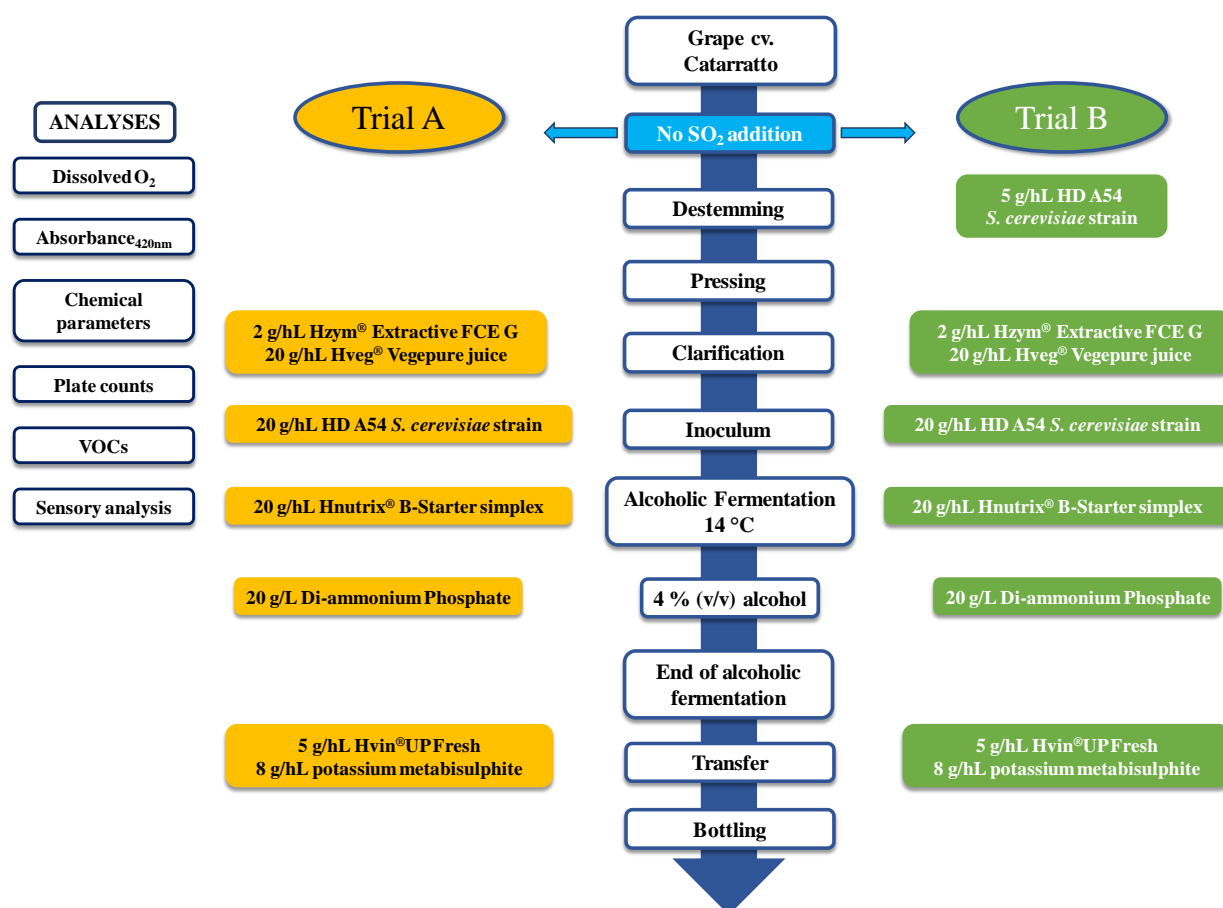 ANALYSES
Dissolved O₂
Absorbance₄₂₀ₙₘ
Chemical
parameters
Plate counts
VOCs
Sensory analysis
Trial A
2 g/hL Hzym® Extractive FCE G
20 g/hL Hveg® Vegepure juice
20 g/hL HD A54 S. cerevisiae strain
20 g/hL Hnutrix® B-Starter simplex
20 g/L Di-ammonium Phosphate
5 g/hL Hvin®UP Fresh
8 g/hL potassium metabisulphite
Grape cv.
Catarratto
No SO₂ addition
Destemming
Pressing
Clarification
Inoculum
Alcoholic Fermentation
14 °C
4 % (v/v) alcohol
End of alcoholic
fermentation
Transfer
Bottling
Trial B
5 g/hL HD A54
S. cerevisiae strain
2 g/hL Hzym® Extractive FCE G
20 g/hL Hveg® Vegepure juice
20 g/hL HD A54 S. cerevisiae strain
20 g/hL Hnutrix® B-Starter simplex
20 g/L Di-ammonium Phosphate
5 g/hL Hvin®UP Fresh
8 g/hL potassium metabisulphite